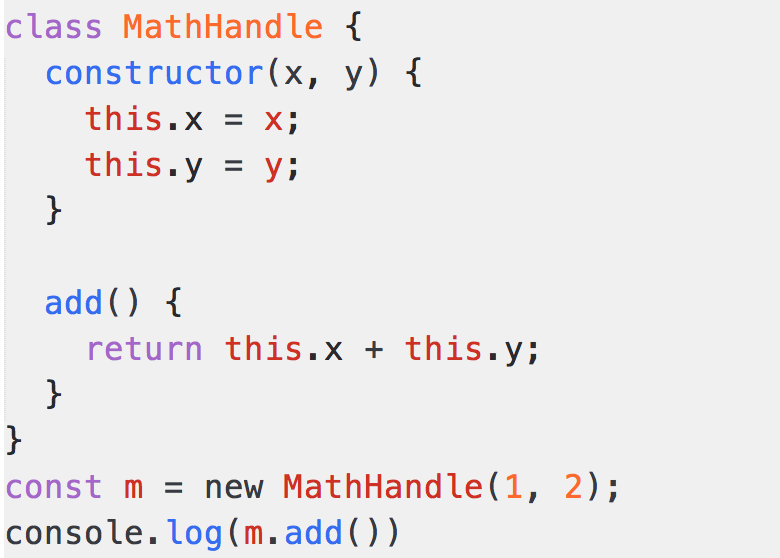 class MathHandle {
  constructor(x, y) {
    this.x = x;
    this.y = y;
  }

  add() {
    return this.x + this.y;
  }
}
const m = new MathHandle(1, 2);
console.log(m.add())